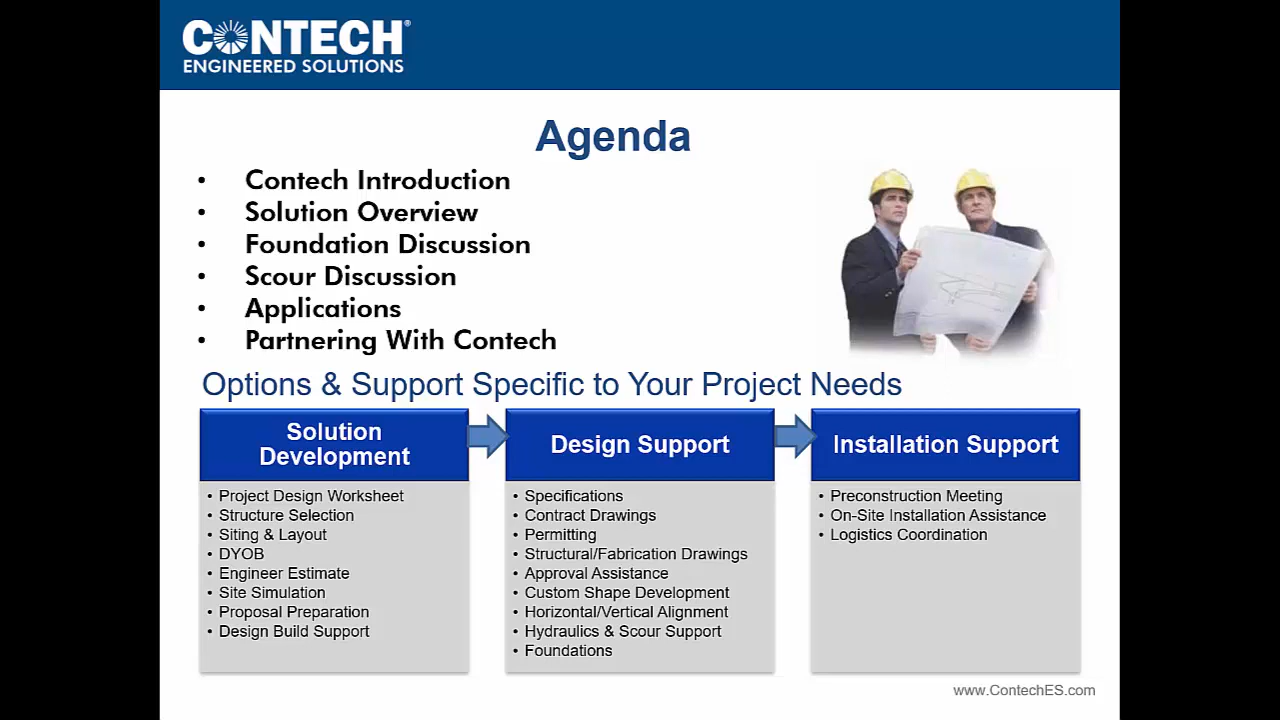 CONTECH®
ENGINEERED SOLUTIONS
Agenda
• Contech Introduction
• Solution Overview
• Foundation Discussion
• Scour Discussion
• Applications
• Partnering With Contech
Options & Support Specific to Your Project Needs
Solution
Development
• Project Design Worksheet
• Structure Selection
• Siting & Layout
• DYOB
• Engineer Estimate
• Site Simulation
• Proposal Preparation
• Design Build Support
Design Support
• Specifications
• Contract Drawings
• Permitting
• Structural/Fabrication Drawings
• Approval Assistance
• Custom Shape Development
• Horizontal/Vertical Alignment
• Hydraulics & Scour Support
• Foundations
Installation Support
• Preconstruction Meeting
• On-Site Installation Assistance
• Logistics Coordination
www.ContechES.com